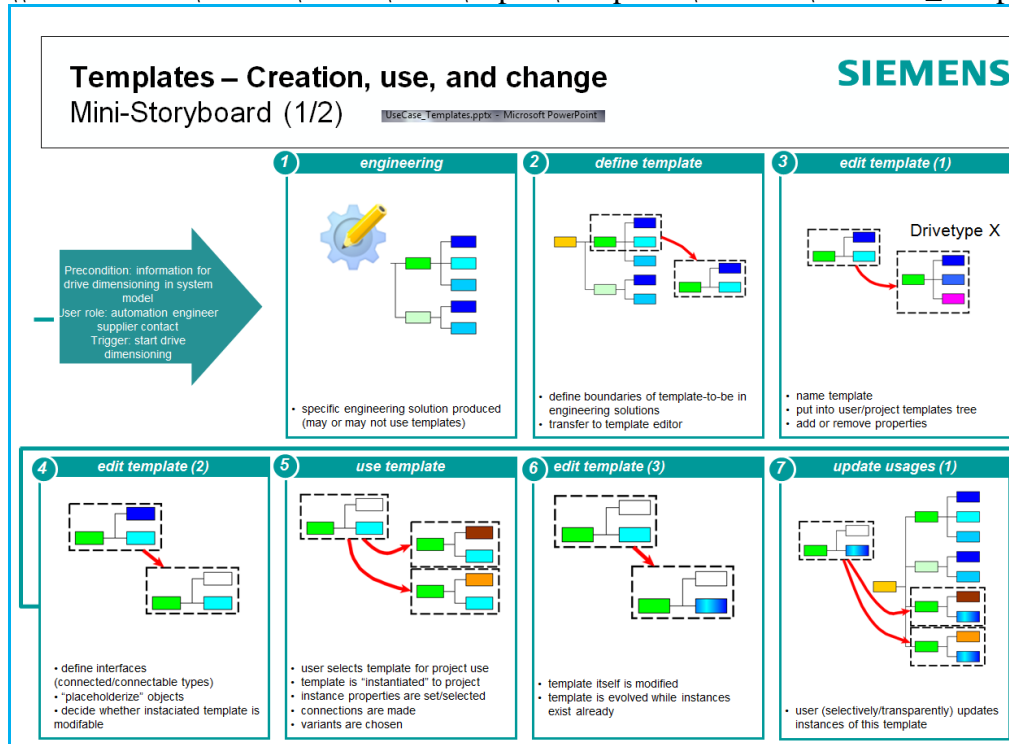 Templates – Creation, use, and change
SIEMENS
Mini-Storyboard (1/2)
UseCase_Templates.pptx - Microsoft PowerPoint
1 engineering
2 define template
3 edit template (1)
Drivetype X
Precondition: information for
drive dimensioning in system
model
User role: automation engineer
supplier contact
Trigger: start drive
dimensioning
• specific engineering solution produced
(may or may not use templates)
• define boundaries of template-to-be in
engineering solutions
• transfer to template editor
• name template
• put into user/project templates tree
• add or remove properties
4 edit template (2)
5 use template
6 edit template (3)
7 update usages (1)
• define interfaces
(connected/connectable types)
• “placeholderize” objects
• decide whether instaciated template is
modifable
• user selects template for project use
• template is “instantiated” to project
• instance properties are set/selected
• connections are made
• variants are chosen
• template itself is modified
• template is evolved while instances
exist already
• user (selectively/transparently) updates
instances of this template